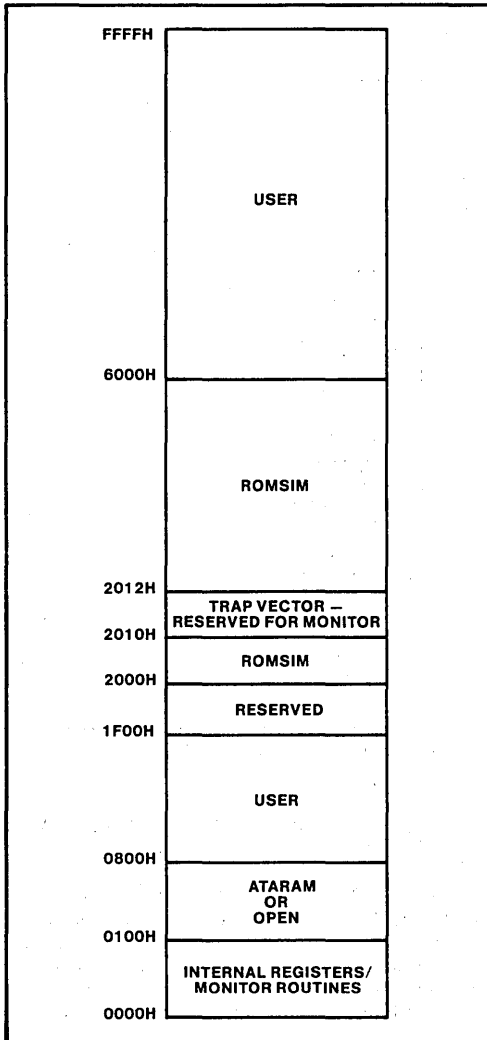 FFFFH
USER
6000H
ROMSIM
2012H
TRAP VECTOR –
RESERVED FOR MONITOR
2010H
ROMSIM
2000H
RESERVED
1F00H
USER
0800H
ATARAM
OR
OPEN
0100H
INTERNAL REGISTERS/
MONITOR ROUTINES
0000H